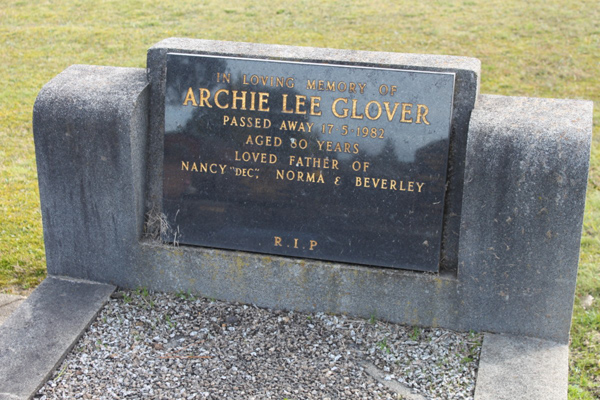 IN LOVING MEMORY OF
ARCHIE LEE GLOVER
PASSED AWAY 17·5·1982
AGED 80 YEARS
LOVED FATHER OF
NANCY "DEC", NORMA & BEVERLEY
R.I.P